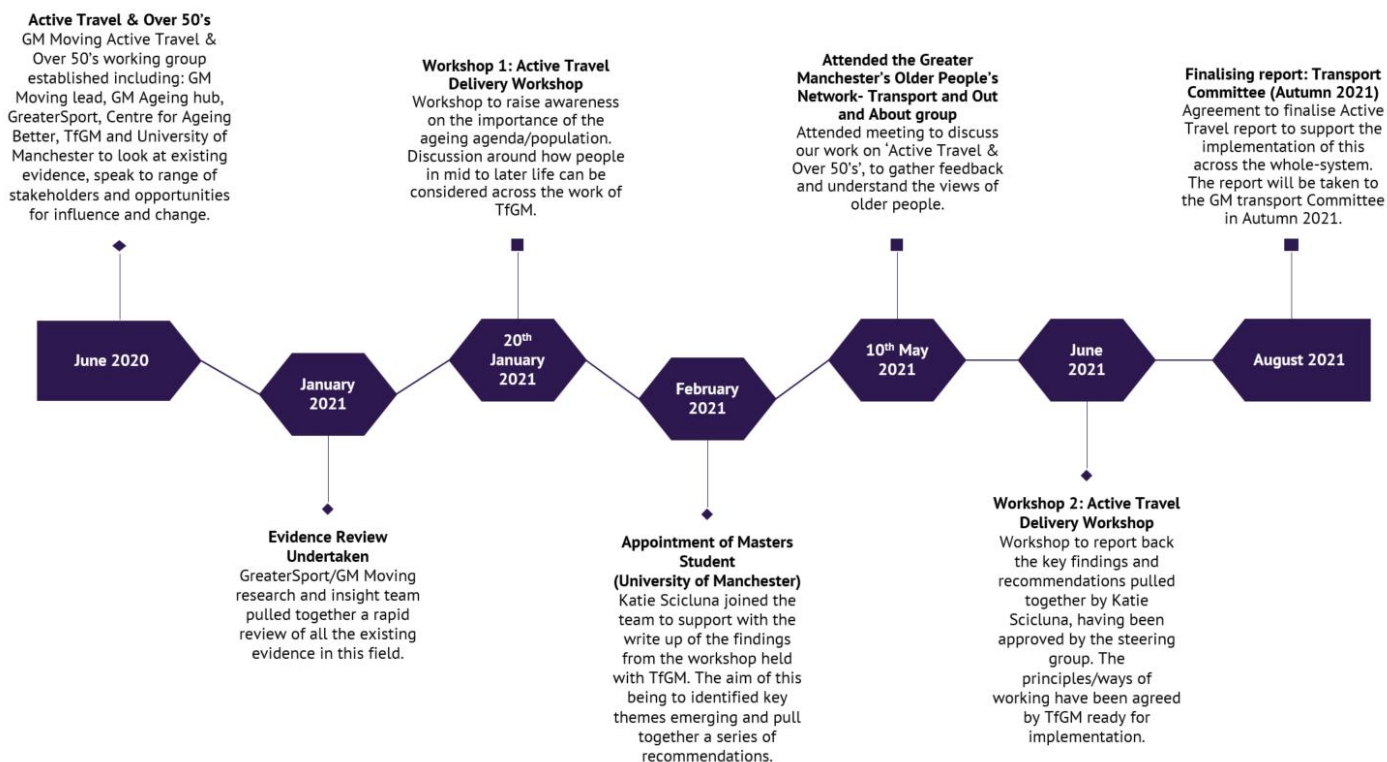 Active Travel & Over 50's
GM Moving Active Travel &
Over 50's working group
established including: GM
Moving lead, GM Ageing hub,
GreaterSport, Centre for Ageing
Better, TfGM and University of
Manchester to look at existing
evidence, speak to range of
stakeholders and opportunities
for influence and change.
Workshop 1: Active Travel
Delivery Workshop
Workshop to raise awareness
on the importance of the
ageing agenda/population.
Discussion around how people
in mid to later life can be
considered across the work of
TfGM.
Attended the Greater
Manchester's Older People's
Network- Transport and Out
and About group
Attended meeting to discuss
our work on 'Active Travel &
Over 50's', to gather feedback
and understand the views of
older people.
Finalising report: Transport
Committee (Autumn 2021)
Agreement to finalise Active
Travel report to support the
implementation of this
across the whole-system.
The report will be taken to
the GM transport Committee
in Autumn 2021.
June 2020
January
2021
20th
January
2021
February
2021
10th May
2021
June
2021
August 2021
Evidence Review
Undertaken
GreaterSport/GM Moving
research and insight team
pulled together a rapid
review of all the existing
evidence in this field.
Appointment of Masters
Student
(University of Manchester)
Katie Scicluna joined the
team to support with the
write up of the findings
from the workshop held
with TfGM. The aim of this
being to identified key
themes emerging and pull
together a series of
recommendations.
Workshop 2: Active Travel
Delivery Workshop
Workshop to report back
the key findings and
recommendations pulled
together by Katie
Scicluna, having been
approved by the steering
group. The
principles/ways of
working have been agreed
by TfGM ready for
implementation.